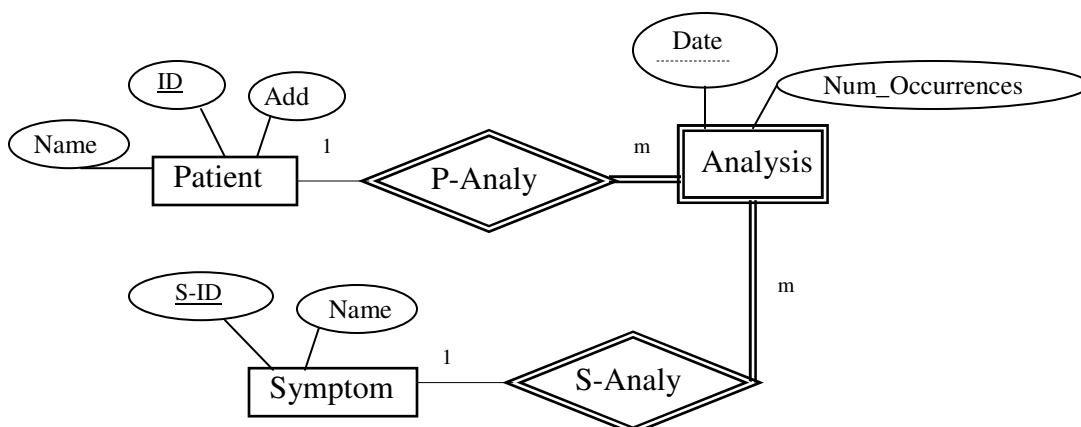 Date
ID
Add
Num_Occurrences
Name
1
m
Patient
P-Analy
Analysis
S-ID
Name
m
1
Symptom
S-Analy